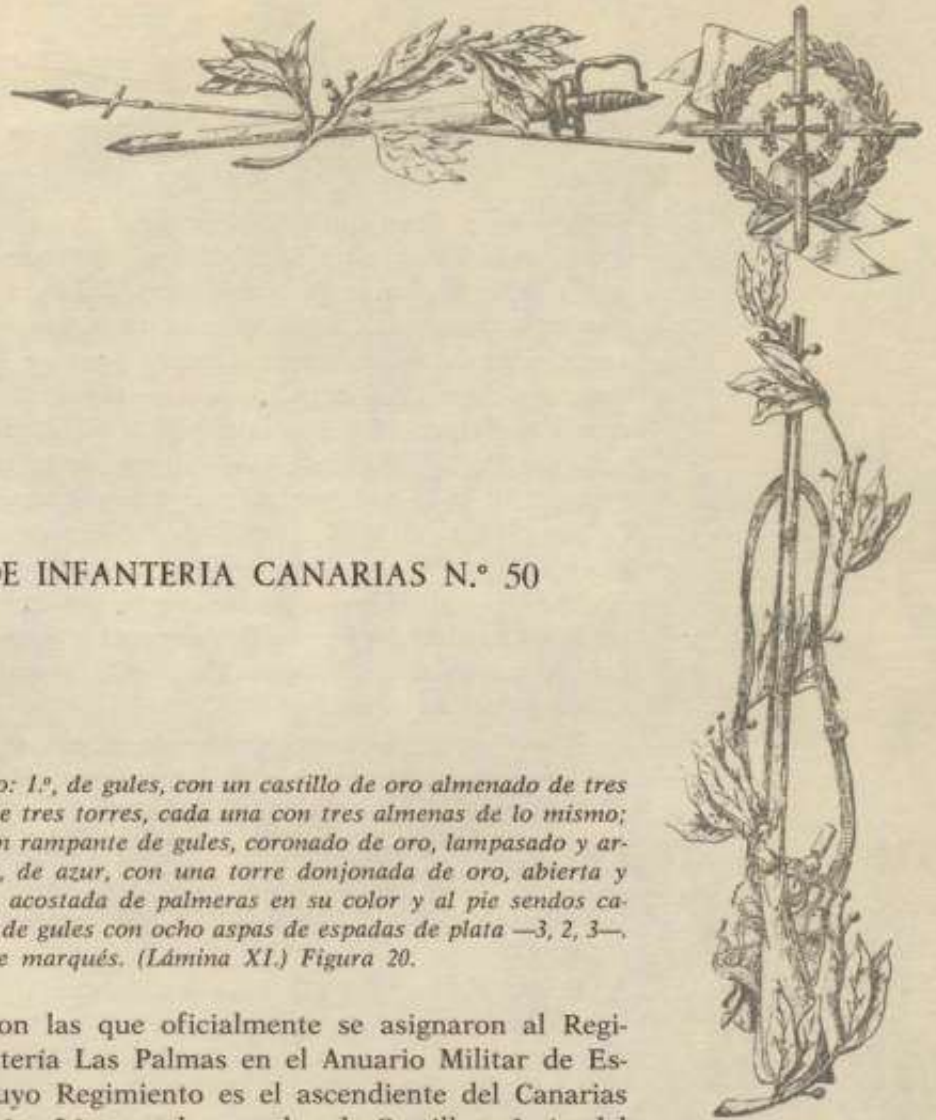 DE INFANTERIA CANARIAS N.º 50
o: 1.º, de gules, con un castillo de oro almenado de tres
e tres torres, cada una con tres almenas de lo mismo;
n rampante de gules, coronado de oro, lampasado y ar-
, de azur, con una torre donjonada de oro, abierta y
acostada de palmeras en su color y al pie sendos ca-
de gules con ocho aspas de espadas de plata —3, 2, 3—.
e marqués. (Lámina XI.) Figura 20.
on las que oficialmente se asignaron al Regi-
tería Las Palmas en el Anuario Militar de Es-
uyo Regimiento es el ascendiente del Canarias